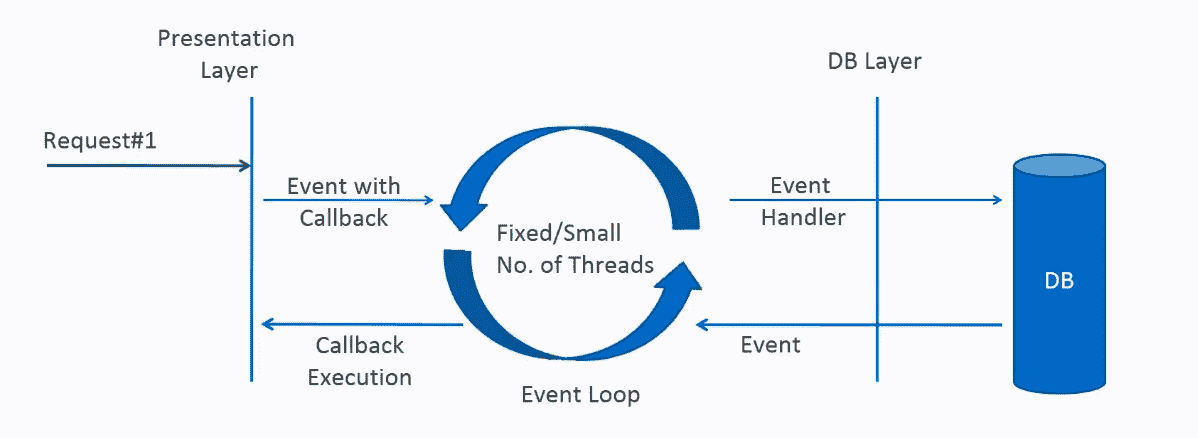 Presentation
Layer
DB Layer
Request#1
Event with
Callback
Fixed/Small
No. of Threads
Event
Handler
DB
Callback
Execution
Event
Event Loop